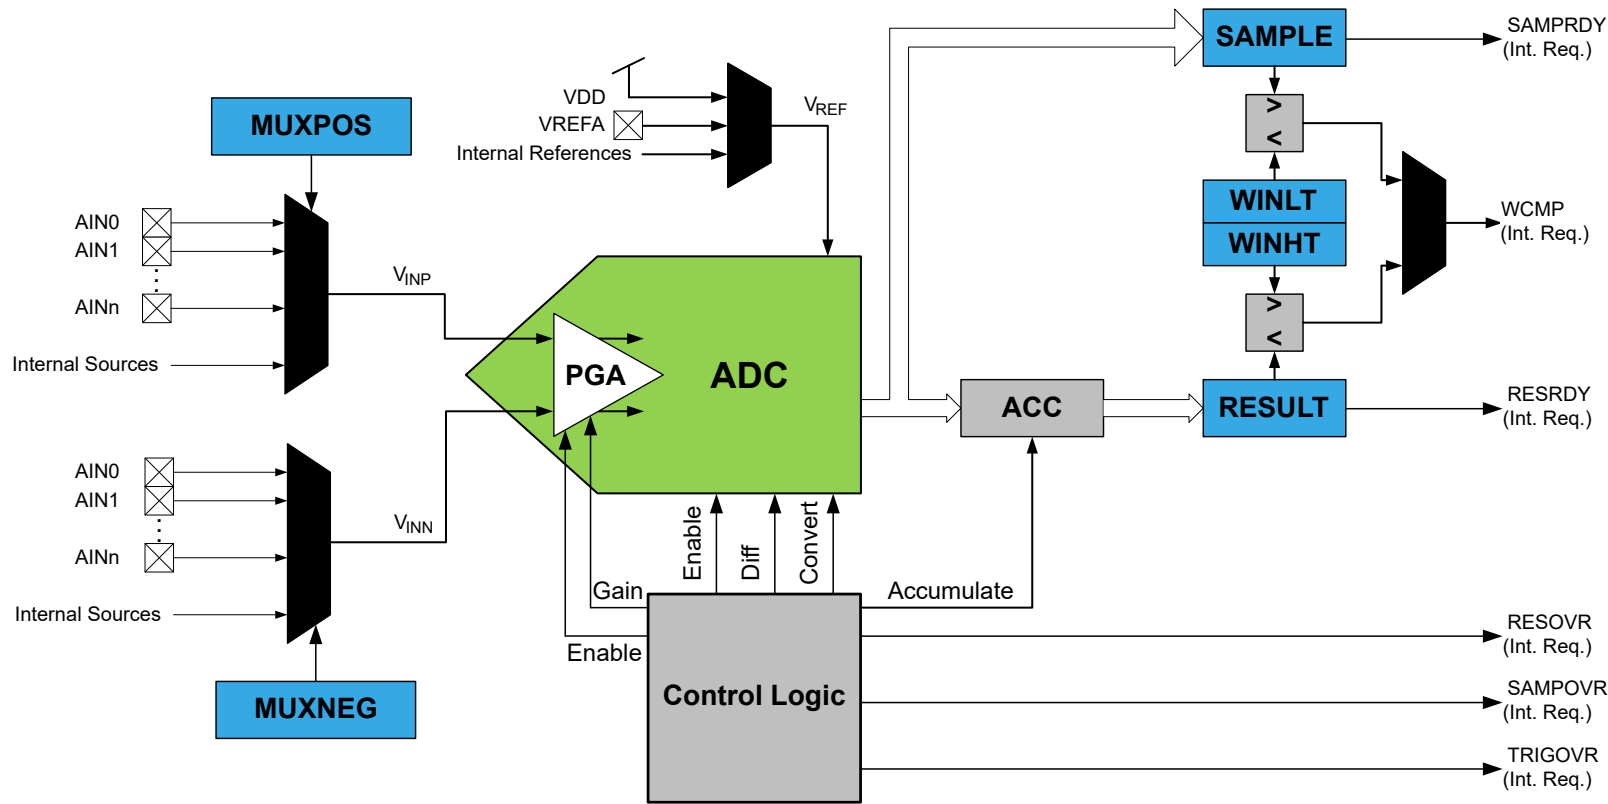 SAMPLE
SAMPRDY
(Int. Req.)
VDD
VREFA
Internal References
VREF
MUXPOS
>
<
WINLT
WINHT
WCMP
(Int. Req.)
AIN0
AIN1
AINn
Internal Sources
VINP
>
<
PGA
ADC
ACC
RESULT
RESRDY
(Int. Req.)
AIN0
AIN1
AINn
Internal Sources
VINN
Enable
Diff
Convert
Gain
Enable
Accumulate
Control Logic
MUXNEG
RESOVR
(Int. Req.)
SAMPOVR
(Int. Req.)
TRIGOVR
(Int. Req.)